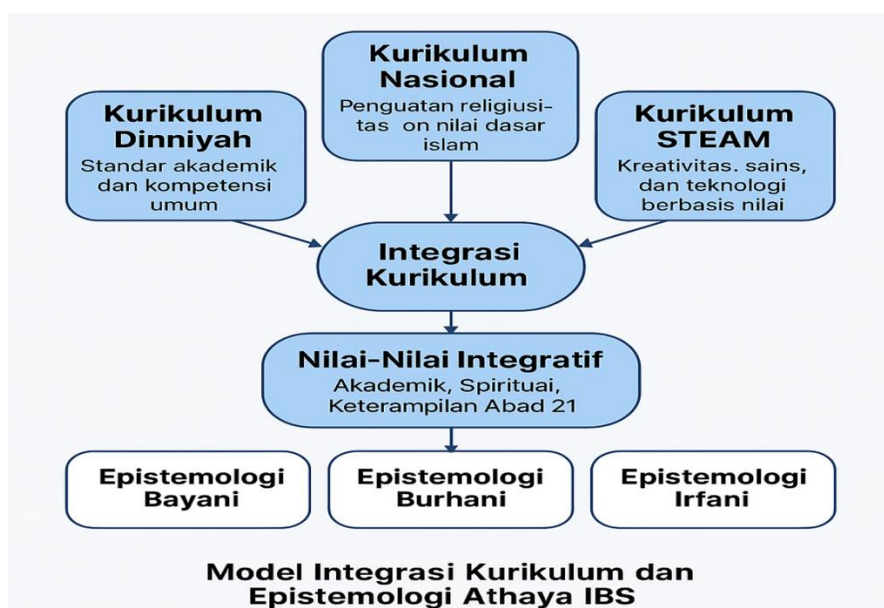 Kurikulum
Nasional
Penguatan religiusi-
tas on nilai dasar
islam
Kurikulum
Dinniyah
Standar akademik
dan kompetensi
umum
Kurikulum
STEAM
Kreativitas. sains,
dan teknologi
berbasis nilai
Integrasi
Kurikulum
Nilai-Nilai Integratif
Akademik, Spirituai,
Keterampilan Abad 21
Epistemologi
Bayani
Epistemologi
Burhani
Epistemologi
Irfani
Model Integrasi Kurikulum dan
Epistemologi Athaya IBS